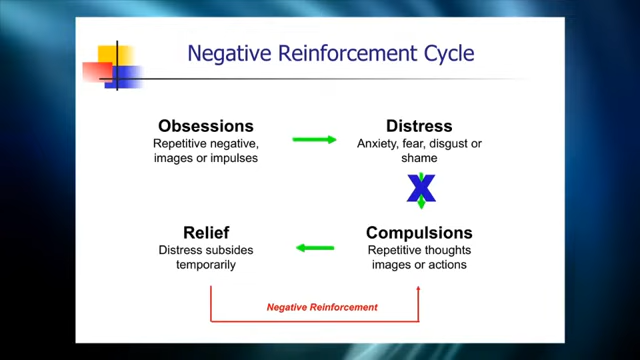 Negative Reinforcement Cycle
Obsessions
Repetitive negative,
images or impulses
Distress
Anxiety, fear, disgust or
shame
X
Relief
Distress subsides
temporarily
Compulsions
Repetitive thoughts
images or actions
Negative Reinforcement